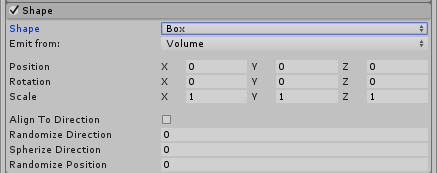 Shape
Shape Box
Emit from: Volume
Position X 0 Y 0 Z 0
Rotation X 0 Y 0 Z 0
Scale X 1 Y 1 Z 1
Align To Direction
Randomize Direction 0
Spherize Direction 0
Randomize Position 0